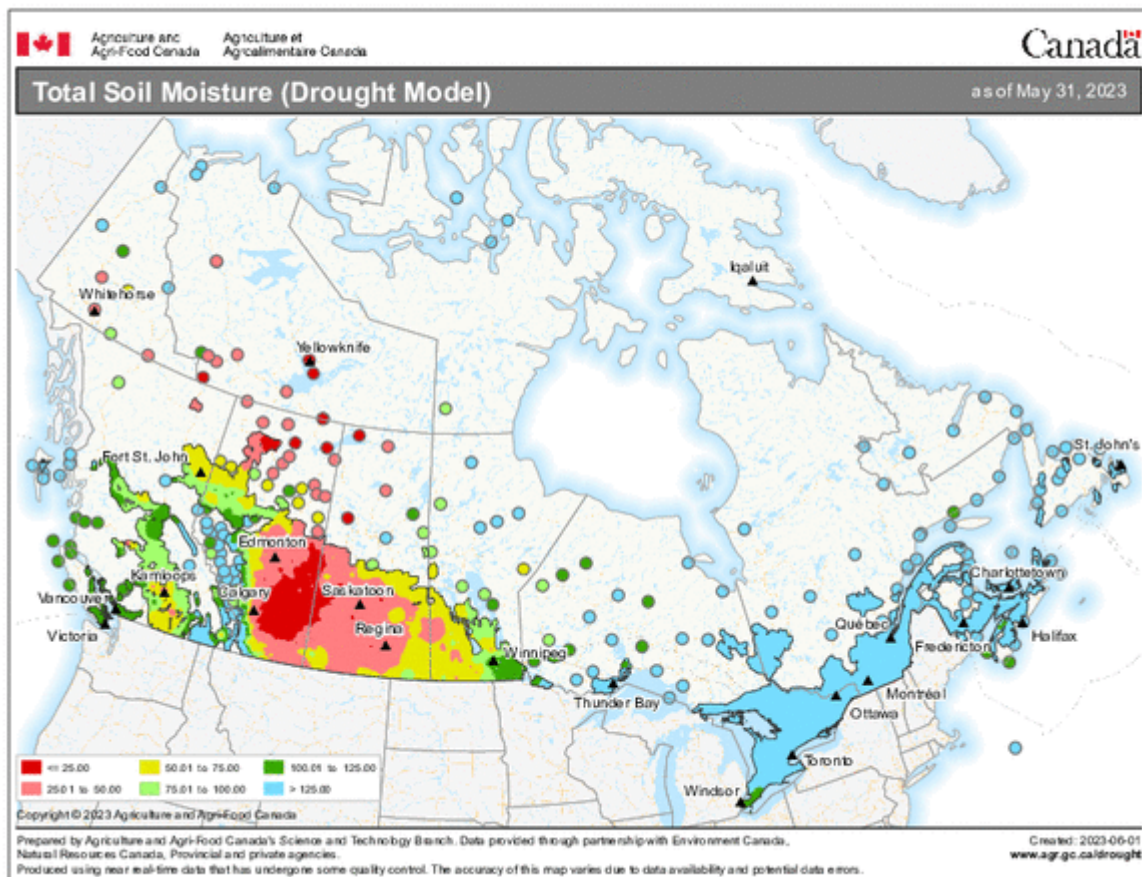 Agriculture and Agriculture et
Agri-Food Canada Agroalimentaire Canada
Canada
Total Soil Moisture (Drought Model) as of May 31, 2023
Iqaluit
Whitehorse
Yellowknife
St. John's
Fort St. John
Edmonton
Charlottetown
Kamloops
Calgary
Saskatoon
Vancouver
Québec
Regina
Victoria
Halifax
Fredericton
Winnipeg
Montréal
Thunder Bay
Ottawa
Toronto
Windsor
<= 25.00 50.01 to 75.00 100.01 to 125.00
25.01 to 50.00 75.01 to 100.00 > 125.00
Copyright © 2023 Agriculture and Agri-Food Canada
Prepared by Agriculture and Agri-Food Canada's Science and Technology Branch. Data provided through partnership with Environment Canada, Created: 2023-06-01
Natural Resources Canada, Provincial and private agencies. www.agr.gc.ca/drought
Produced using near real-time data that has undergone some quality control. The accuracy of this map varies due to data availability and potential data errors.